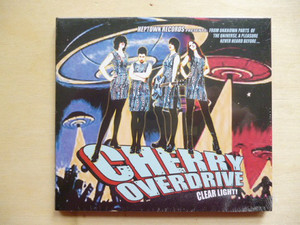 HEPTOWN RECORDS PRESENTS: FROM UNKNOWN PARTS OF
THE UNIVERSE, A PLEASURE
NEVER HEARD BEFORE...
CHERRY
OVERDRIVE
CLEAR LIGHT!